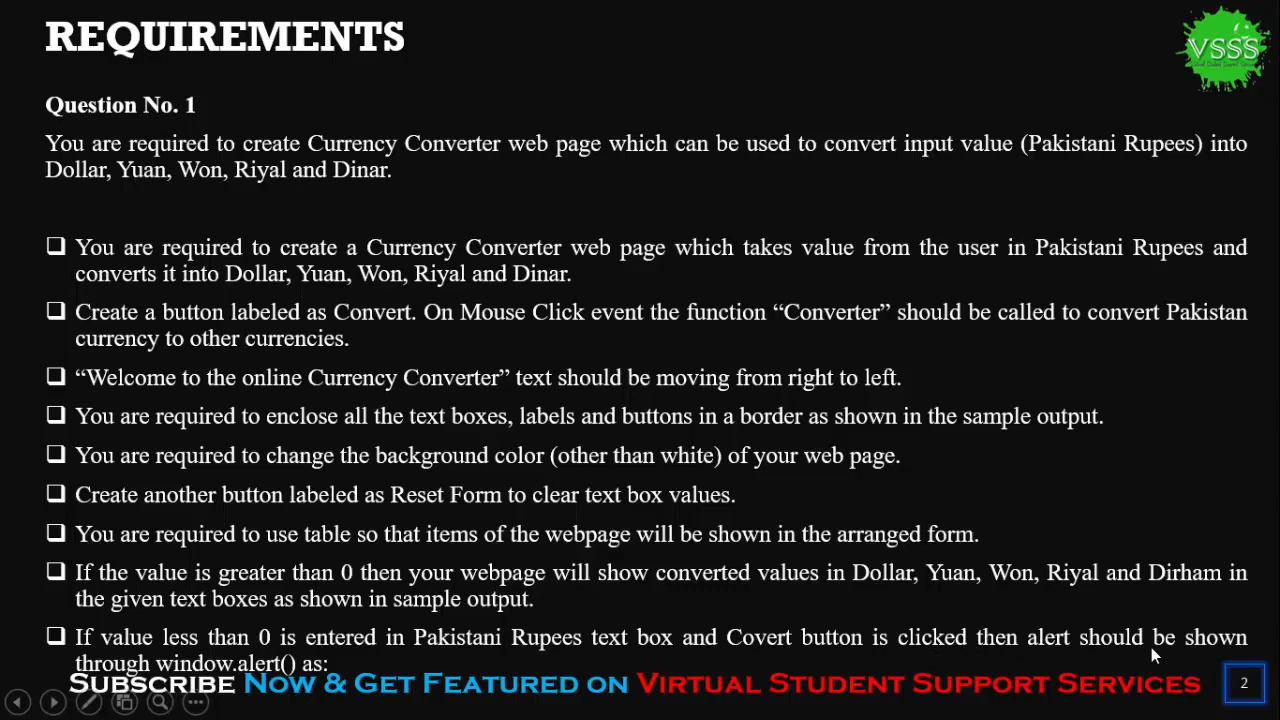 REQUIREMENTS
VSSS
Question No. 1
You are required to create Currency Converter web page which can be used to convert input value (Pakistani Rupees) into
Dollar, Yuan, Won, Riyal and Dinar.
You are required to create a Currency Converter web page which takes value from the user in Pakistani Rupees and
converts it into Dollar, Yuan, Won, Riyal and Dinar.
Create a button labeled as Convert. On Mouse Click event the function “Converter” should be called to convert Pakistan
currency to other currencies.
“Welcome to the online Currency Converter” text should be moving from right to left.
You are required to enclose all the text boxes, labels and buttons in a border as shown in the sample output.
You are required to change the background color (other than white) of your web page.
Create another button labeled as Reset Form to clear text box values.
You are required to use table so that items of the webpage will be shown in the arranged form.
If the value is greater than 0 then your webpage will show converted values in Dollar, Yuan, Won, Riyal and Dirham in
the given text boxes as shown in sample output.
If value less than 0 is entered in Pakistani Rupees text box and Covert button is clicked then alert should be shown
through window.alert() as:
Subscribe Now & Get Featured on Virtual Student Support Services
2